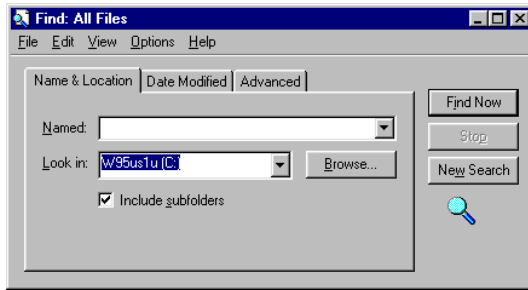 Find: All Files
File Edit View Options Help
Name & Location Date Modified Advanced
Named:
Look in: W95us1u (C:) Browse...
Include subfolders
Find Now
Stop
New Search